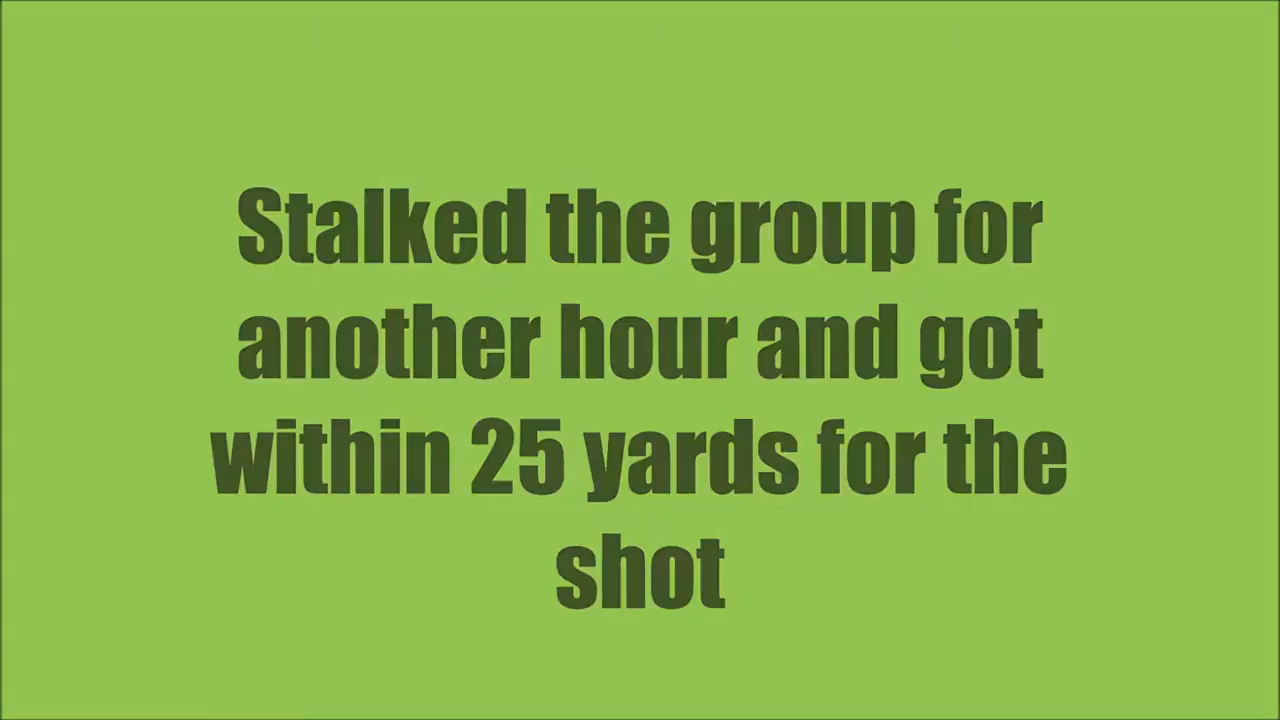 Stalked the group for
another hour and got
within 25 yards for the
shot